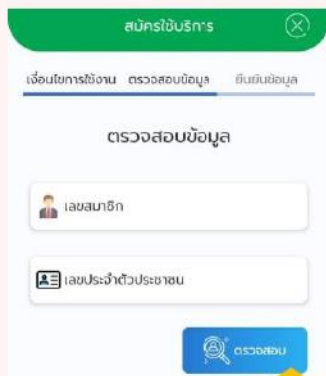 สมัครใช้บริการ
เงื่อนไขการใช้งาน ตรวจสอบข้อมูล ยืนยันข้อมูล
ตรวจสอบข้อมูล
เลขสมาชิก
เลขประจำตัวประชาชน
ตรวจสอบ